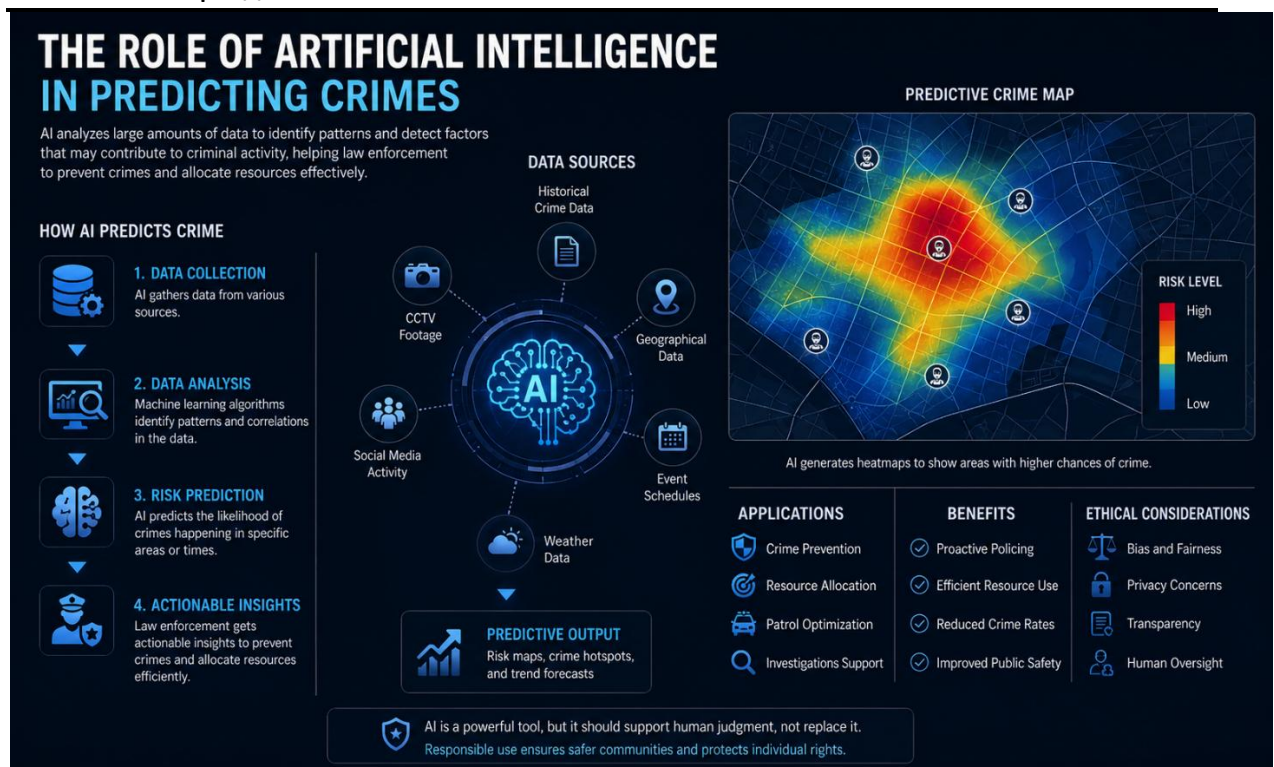 THE ROLE OF ARTIFICIAL INTELLIGENCE
IN PREDICTING CRIMES
AI analyzes large amounts of data to identify patterns and detect factors
that may contribute to criminal activity, helping law enforcement
to prevent crimes and allocate resources effectively.
HOW AI PREDICTS CRIME
1. DATA COLLECTION
AI gathers data from various
sources.
2. DATA ANALYSIS
Machine learning algorithms
identify patterns and correlations
in the data.
3. RISK PREDICTION
AI predicts the likelihood of
crimes happening in specific
areas or times.
4. ACTIONABLE INSIGHTS
Law enforcement gets
actionable insights to prevent
crimes and allocate resources
efficiently.
DATA SOURCES
Historical
Crime Data
CCTV
Footage
Geographical
Data
AI
Social Media
Activity
Event
Schedules
Weather
Data
PREDICTIVE OUTPUT
Risk maps, crime hotspots,
and trend forecasts
PREDICTIVE CRIME MAP
RISK LEVEL
High
Medium
Low
AI generates heatmaps to show areas with higher chances of crime.
APPLICATIONS
Crime Prevention
Resource Allocation
Patrol Optimization
Investigations Support
BENEFITS
Proactive Policing
Efficient Resource Use
Reduced Crime Rates
Improved Public Safety
ETHICAL CONSIDERATIONS
Bias and Fairness
Privacy Concerns
Transparency
Human Oversight
AI is a powerful tool, but it should support human judgment, not replace it.
Responsible use ensures safer communities and protects individual rights.